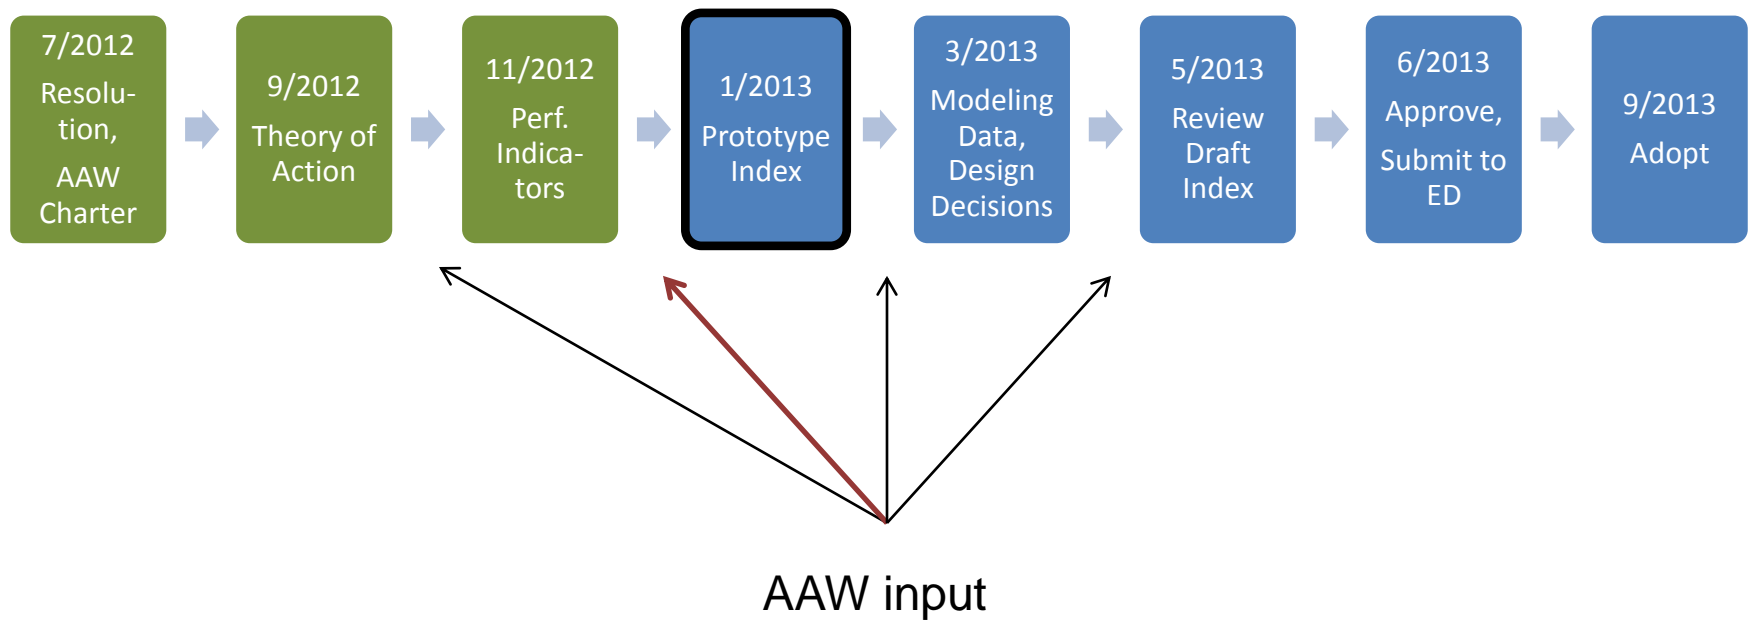 7/2012
Resolu-
tion,
AAW
Charter
9/2012
Theory of
Action
11/2012
Perf.
Indica-
tors
1/2013
Prototype
Index
3/2013
Modeling
Data,
Design
Decisions
5/2013
Review
Draft
Index
6/2013
Approve,
Submit to
ED
9/2013
Adopt
AAW input